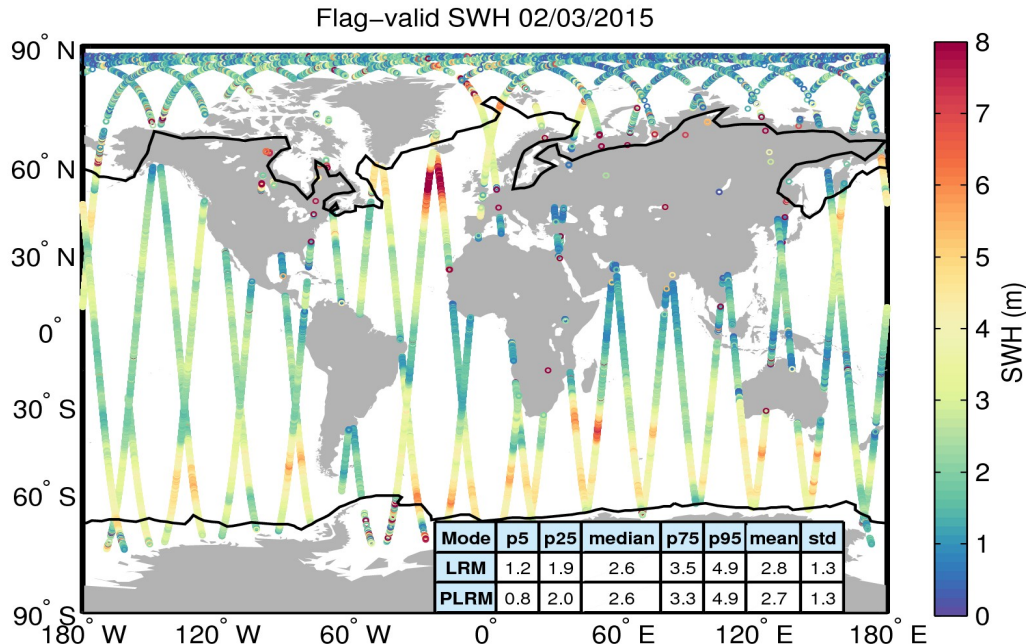 Flag-valid SWH 02/03/2015
90° N
60° N
30° N
0°
30° S
60° S
90° S
180° W
120° W
60° W
0°
60° E
120° E
180° E
Mode p5 p25 median p75 p95 mean std
LRM 1.2 1.9 2.6 3.5 4.9 2.8 1.3
PLRM 0.8 2.0 2.6 3.3 4.9 2.7 1.3
8
7
6
5
4
3
2
1
0
SWH (m)